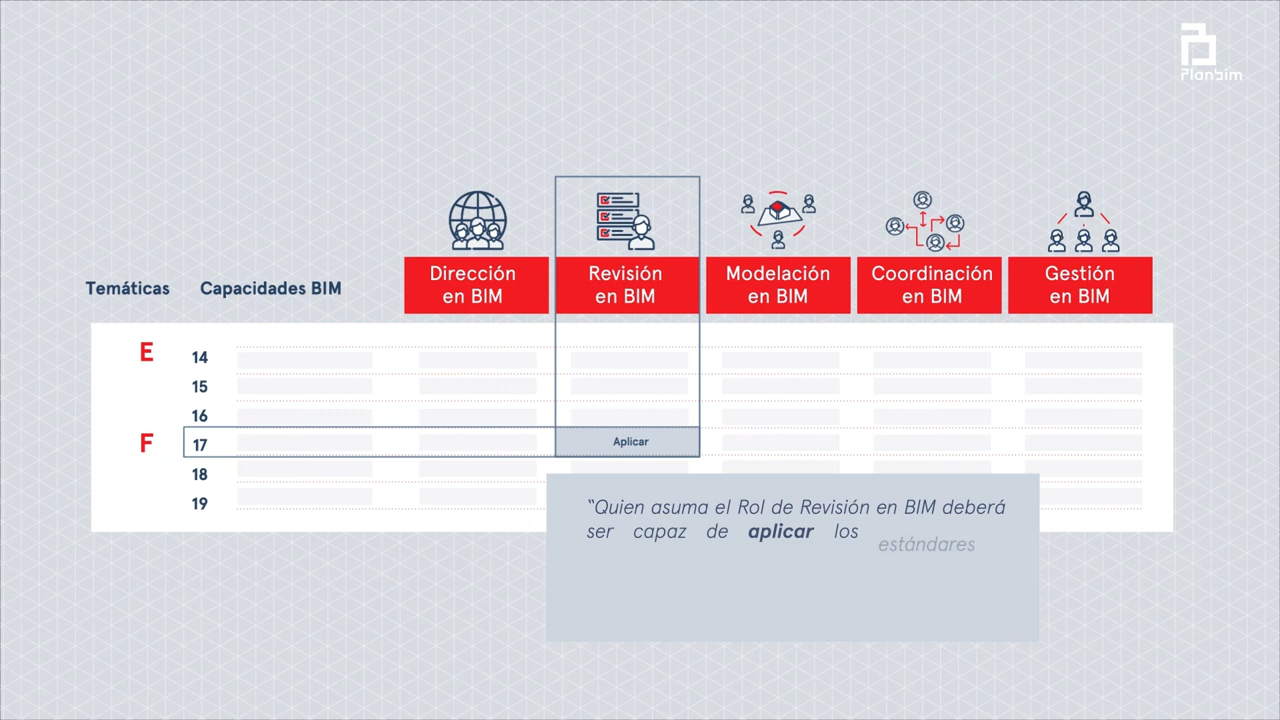 Planbim
Temáticas
Capacidades BIM
Dirección
en BIM
Revisión
en BIM
Modelación
en BIM
Coordinación
en BIM
Gestión
en BIM
E
14
15
16
F
17
Aplicar
18
19
“Quien asuma el Rol de Revisión en BIM deberá
ser capaz de aplicar los estándares